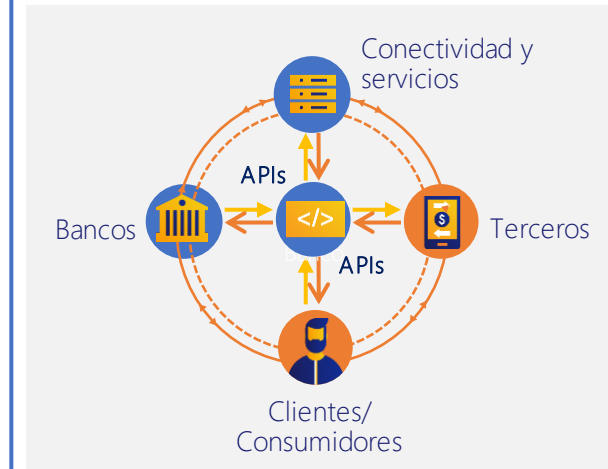 Conectividad y
servicios
APIs
</>
Bancos
Terceros
$
APIs
Clientes/
Consumidores